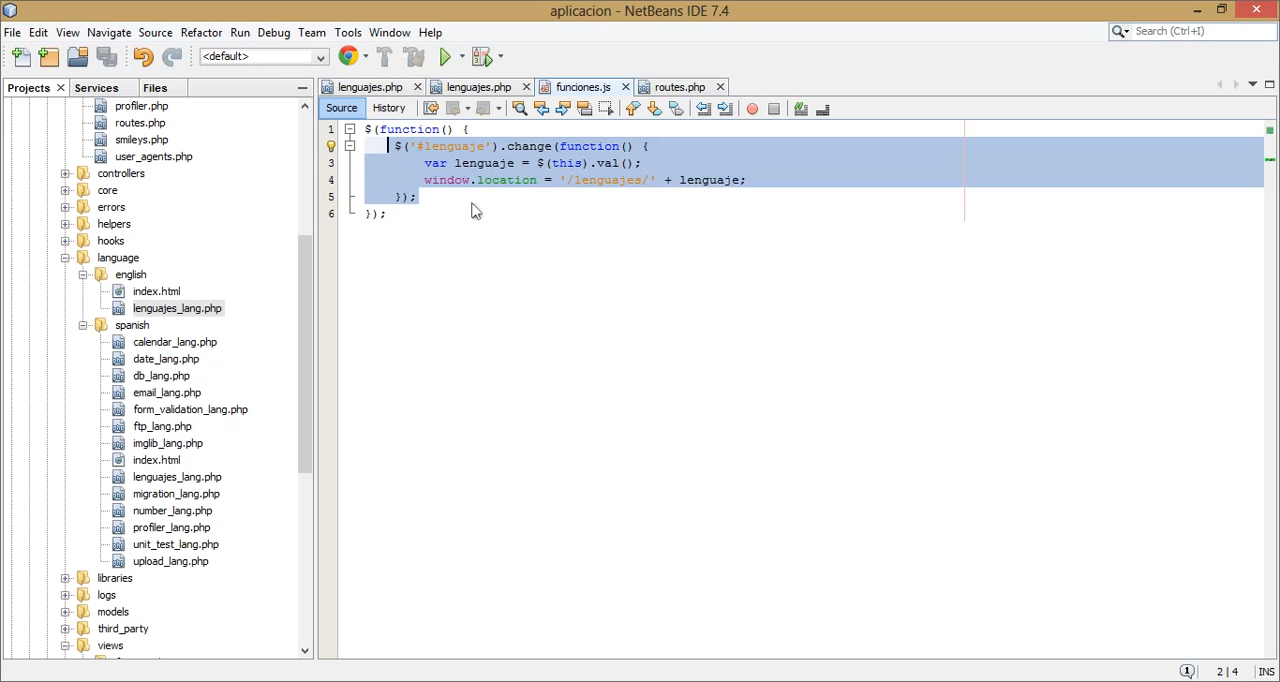 aplicacion - NetBeans IDE 7.4
File Edit View Navigate Source Refactor Run Debug Team Tools Window Help
Search (Ctrl+I)
<default>
Projects Services Files
lenguajes.php lenguajes.php funciones.js routes.php
Source History
profiler.php
routes.php
smileys.php
user_agents.php
controllers
core
errors
helpers
hooks
language
english
index.html
lenguajes_lang.php
spanish
calendar_lang.php
date_lang.php
db_lang.php
email_lang.php
form_validation_lang.php
ftp_lang.php
imglib_lang.php
index.html
lenguajes_lang.php
migration_lang.php
number_lang.php
profiler_lang.php
unit_test_lang.php
upload_lang.php
libraries
logs
models
third_party
views
1 $(function() {
$('#lenguaje').change(function() {
3 var lenguaje = $(this).val();
4 window.location = '/lenguajes/' + lenguaje;
5 });
6 });
2 | 4 INS